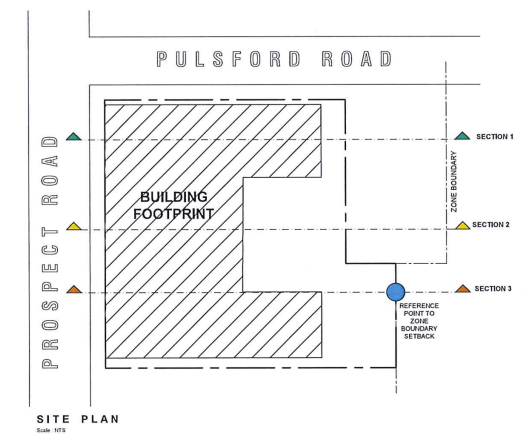 PULSFORD ROAD
SECTION 1
ZONE BOUNDARY
PROSPECT ROAD
BUILDING
FOOTPRINT
SECTION 2
SECTION 3
REFERENCE
POINT TO
ZONE
BOUNDARY
SETBACK
SITE PLAN
Scale NTS